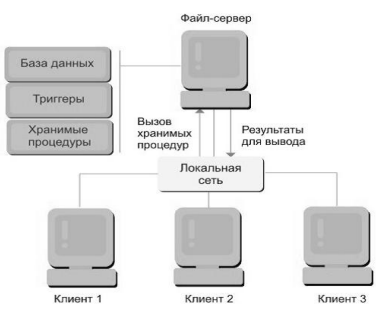 Файл-сервер
База данных
Триггеры
Хранимые
процедуры
Вызов
хранимых
процедур
Результаты
для вывода
Локальная
сеть
Клиент 1
Клиент 2
Клиент 3